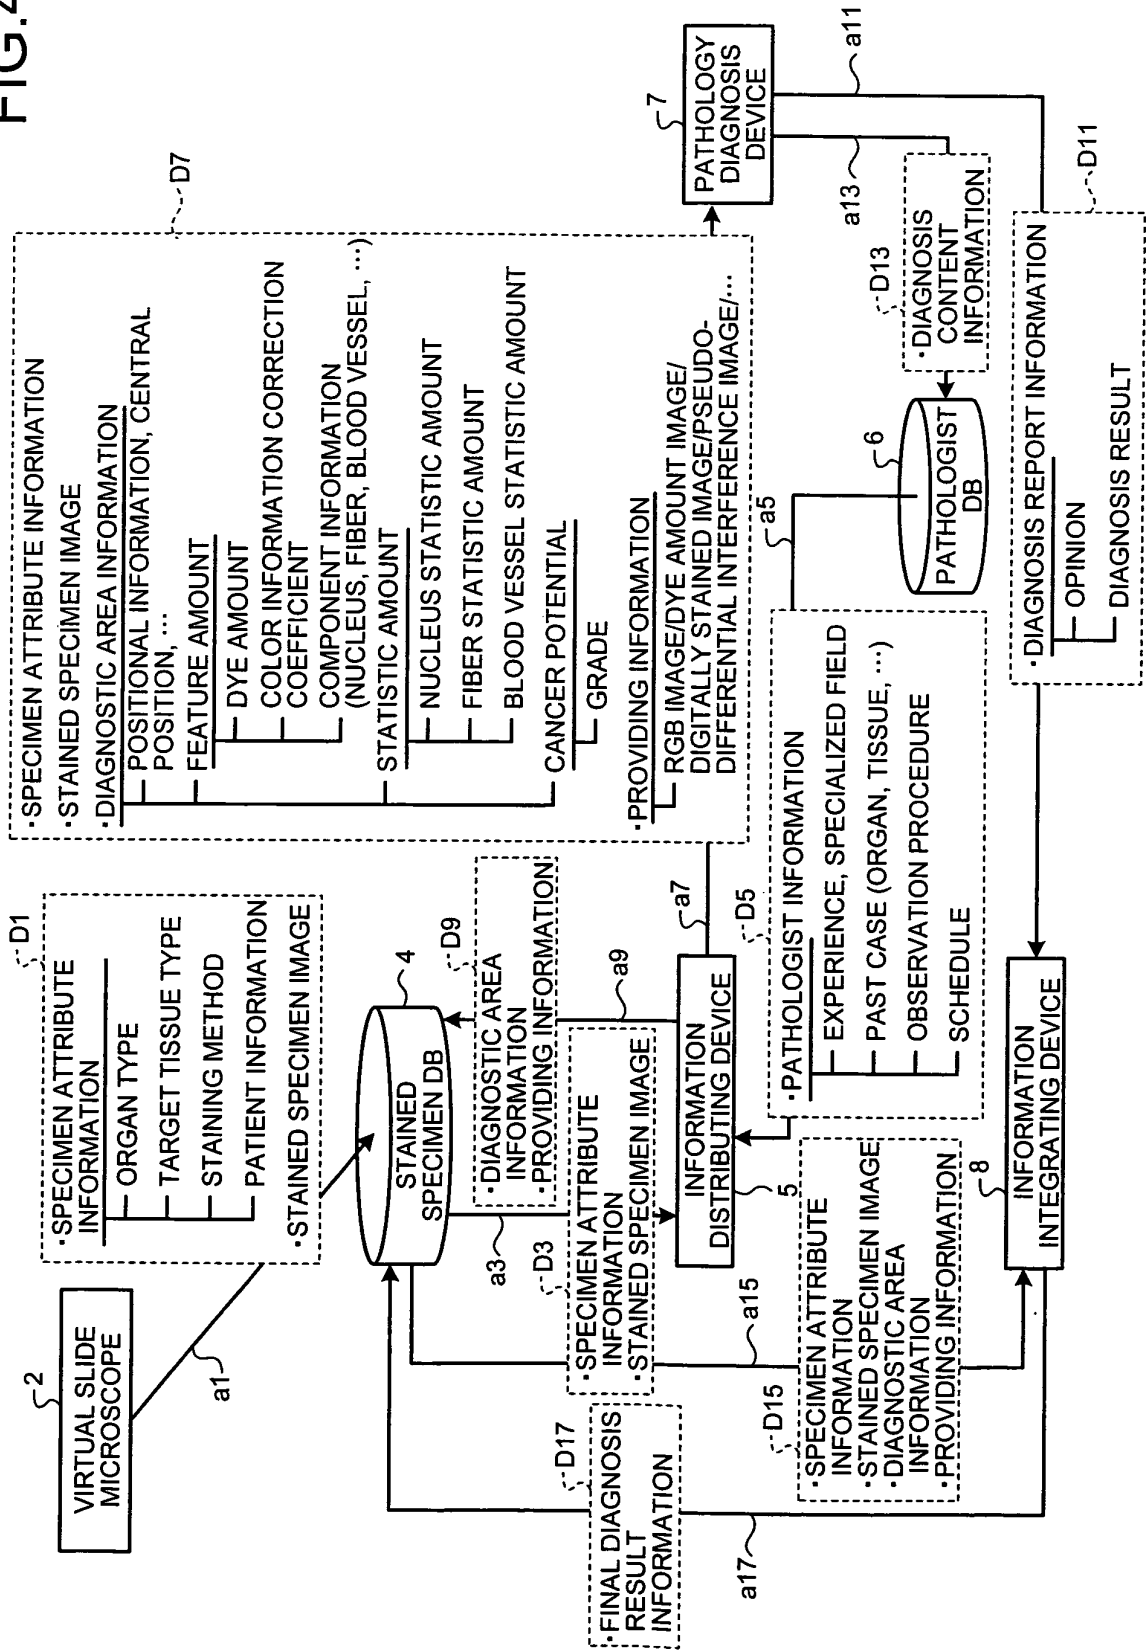 FIG.4
2
VIRTUAL SLIDE
MICROSCOPE
a1
D1
·SPECIMEN ATTRIBUTE
INFORMATION
ORGAN TYPE
TARGET TISSUE TYPE
STAINING METHOD
PATIENT INFORMATION
·STAINED SPECIMEN IMAGE
4
STAINED
SPECIMEN DB
D9
·DIAGNOSTIC AREA
INFORMATION
·PROVIDING INFORMATION
a9
a3
D3
·SPECIMEN ATTRIBUTE
INFORMATION
·STAINED SPECIMEN IMAGE
INFORMATION
DISTRIBUTING DEVICE
5
a7
D7
·SPECIMEN ATTRIBUTE INFORMATION
·STAINED SPECIMEN IMAGE
·DIAGNOSTIC AREA INFORMATION
POSITIONAL INFORMATION, CENTRAL
POSITION, ...
FEATURE AMOUNT
DYE AMOUNT
COLOR INFORMATION CORRECTION
COEFFICIENT
COMPONENT INFORMATION
(NUCLEUS, FIBER, BLOOD VESSEL, ...)
STATISTIC AMOUNT
NUCLEUS STATISTIC AMOUNT
FIBER STATISTIC AMOUNT
BLOOD VESSEL STATISTIC AMOUNT
CANCER POTENTIAL
GRADE
·PROVIDING INFORMATION
RGB IMAGE/DYE AMOUNT IMAGE/
DIGITALLY STAINED IMAGE/PSEUDO-
DIFFERENTIAL INTERFERENCE IMAGE/...
7
PATHOLOGY
DIAGNOSIS
DEVICE
a11
a13
D13
·DIAGNOSIS
CONTENT
INFORMATION
6
PATHOLOGIST
DB
a5
D5
·PATHOLOGIST INFORMATION
EXPERIENCE, SPECIALIZED FIELD
PAST CASE (ORGAN, TISSUE, ...)
OBSERVATION PROCEDURE
SCHEDULE
D11
·DIAGNOSIS REPORT INFORMATION
OPINION
DIAGNOSIS RESULT
8
INFORMATION
INTEGRATING DEVICE
a15
D15
·SPECIMEN ATTRIBUTE
INFORMATION
·STAINED SPECIMEN IMAGE
·DIAGNOSTIC AREA
INFORMATION
·PROVIDING INFORMATION
D17
·FINAL DIAGNOSIS
RESULT
INFORMATION
a17